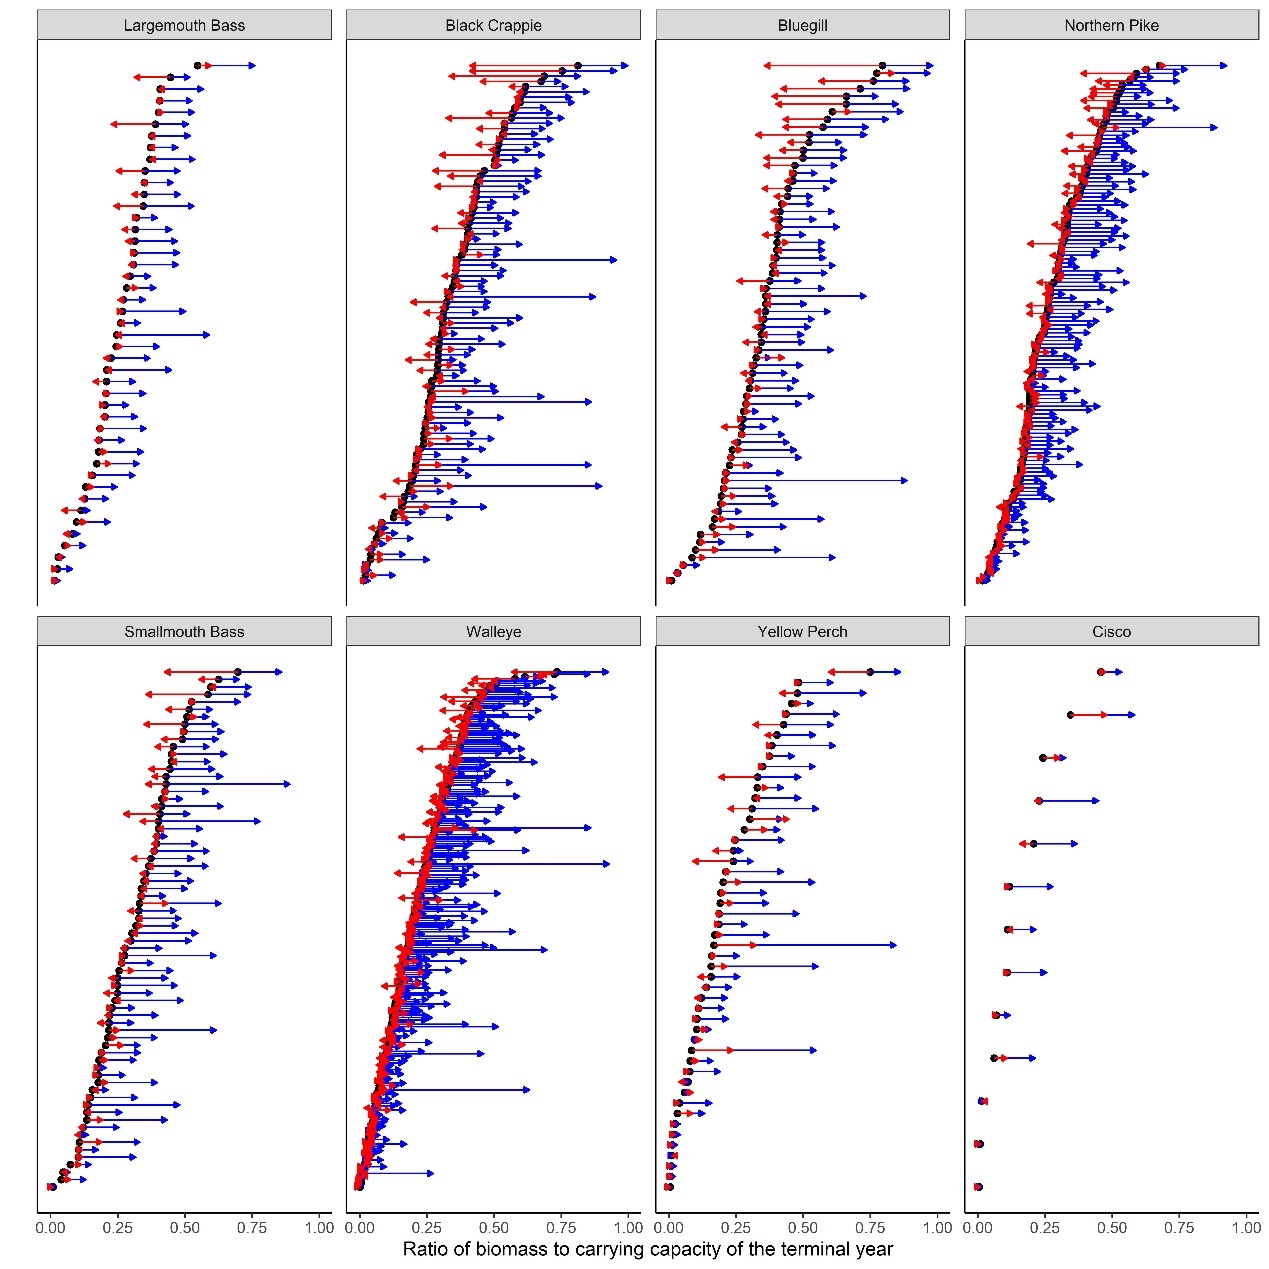 Largemouth Bass Black Crappie Bluegill Northern Pike
Smallmouth Bass Walleye Yellow Perch Cisco
0.00 0.25 0.50 0.75 1.00 0.00 0.25 0.50 0.75 1.00 0.00 0.25 0.50 0.75 1.00 0.00 0.25 0.50 0.75 1.00
Ratio of biomass to carrying capacity of the terminal year